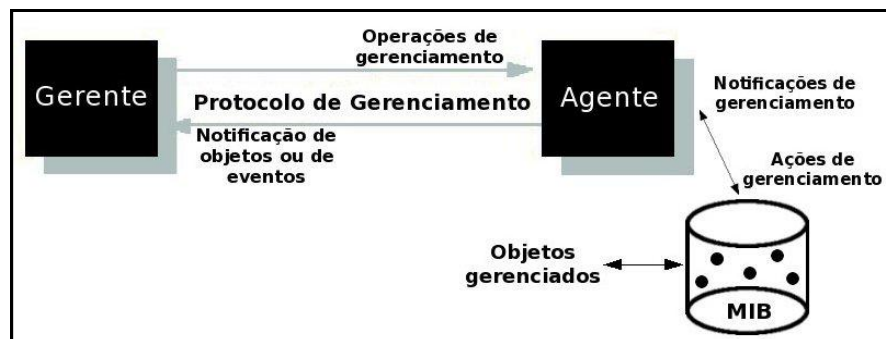 Operações de
gerenciamento
Gerente
Protocolo de Gerenciamento
Agente
Notificação de
objetos ou de
eventos
Notificações de
gerenciamento
Ações de
gerenciamento
Objetos
gerenciados
MIB